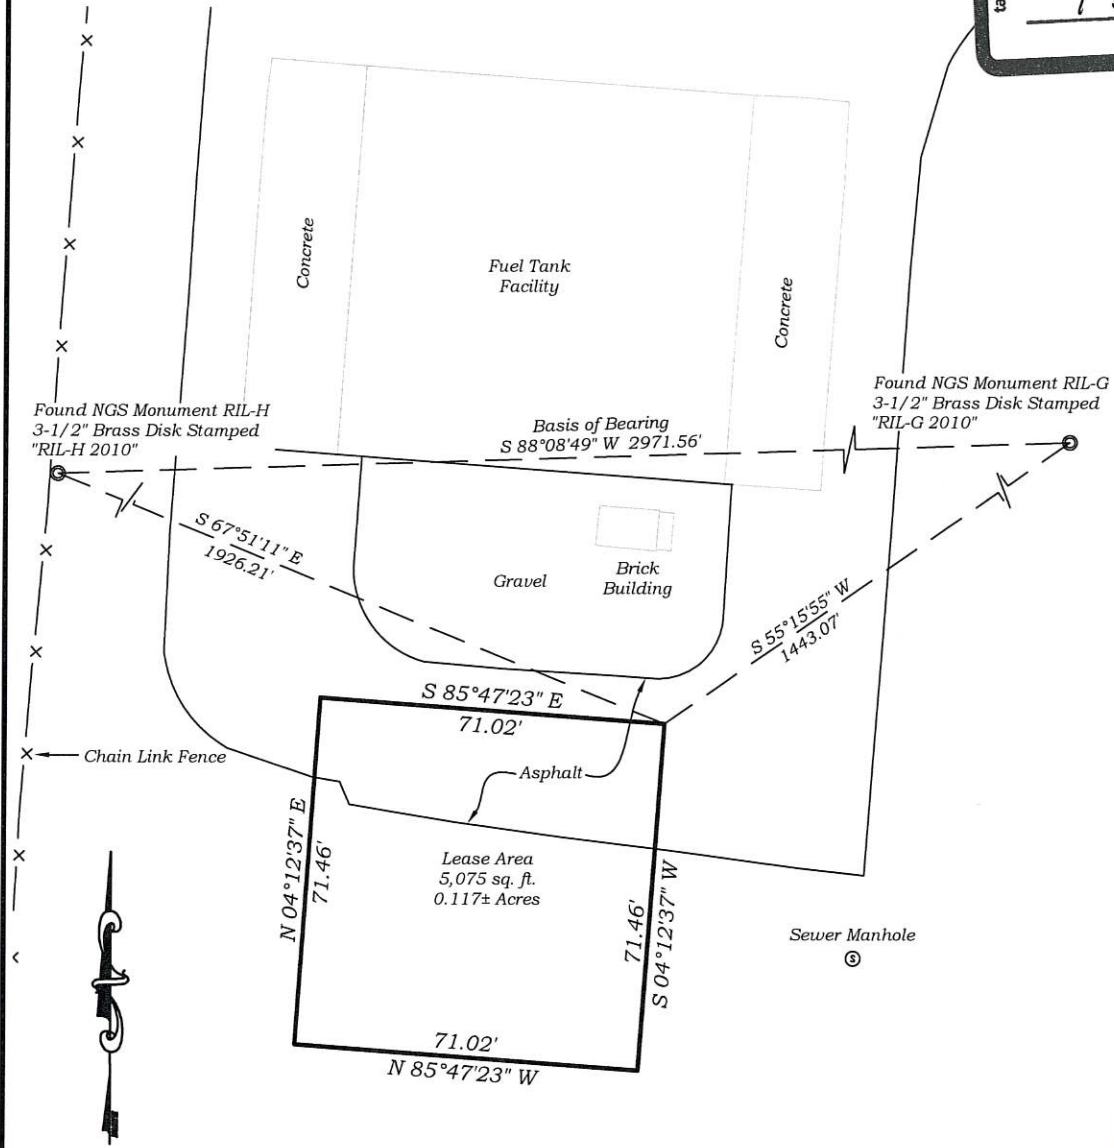 Concrete
Fuel Tank
Facility
Concrete
Found NGS Monument RIL-H
3-1/2" Brass Disk Stamped
"RIL-H 2010"
Basis of Bearing
S 88°08'49" W 2971.56'
Found NGS Monument RIL-G
3-1/2" Brass Disk Stamped
"RIL-G 2010"
S 67°51'11" E
1926.21'
Gravel
Brick
Building
S 55°15'55" W
1443.07'
S 85°47'23" E
71.02'
Chain Link Fence
Asphalt
N 04°12'37" E
71.46'
Lease Area
5,075 sq. ft.
0.117± Acres
71.46'
S 04°12'37" W
Sewer Manhole
S
71.02'
N 85°47'23" W